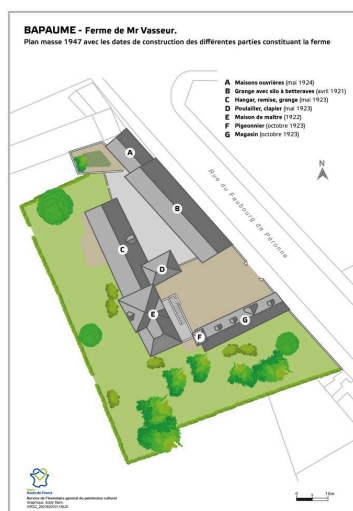 BAPAUME - Ferme de Mr Vasseur.
Plan masse 1947 avec les dates de construction des différentes parties constituant la ferme
A Maisons ouvrières (mai 1924)
B Grange avec silo à betteraves (avril 1921)
C Hangar, remise, grange (mai 1923)
D Poulailler, clapier (mai 1923)
E Maison de maître (1922)
F Pigeonnier (octobre 1923)
G Magasin (octobre 1923)
N
Rue du Faubourg de Péronne
A
B
C
D
E
F
G
Hauts-de-France
Service de l'Inventaire général du patrimoine culturel
0 10m